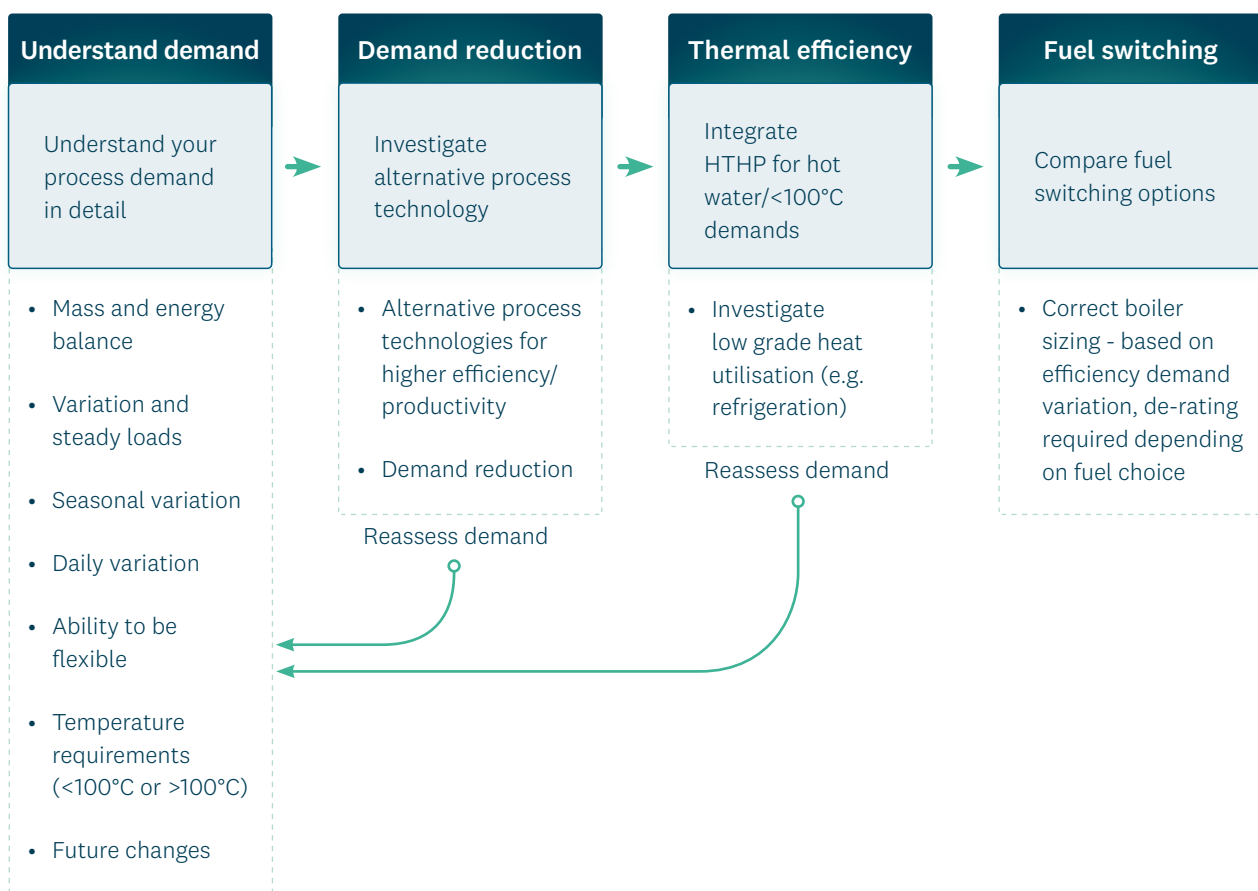 Understand demand
Understand your
process demand
in detail
• Mass and energy
balance
• Variation and
steady loads
• Seasonal variation
• Daily variation
• Ability to be
flexible
• Temperature
requirements
(<100°C or >100°C)
• Future changes
Demand reduction
Investigate
alternative process
technology
• Alternative process
technologies for
higher efficiency/
productivity
• Demand reduction
Reassess demand
Thermal efficiency
Integrate
HTHP for hot
water/<100°C
demands
• Investigate
low grade heat
utilisation (e.g.
refrigeration)
Reassess demand
Fuel switching
Compare fuel
switching options
• Correct boiler
sizing - based on
efficiency demand
variation, de-rating
required depending
on fuel choice